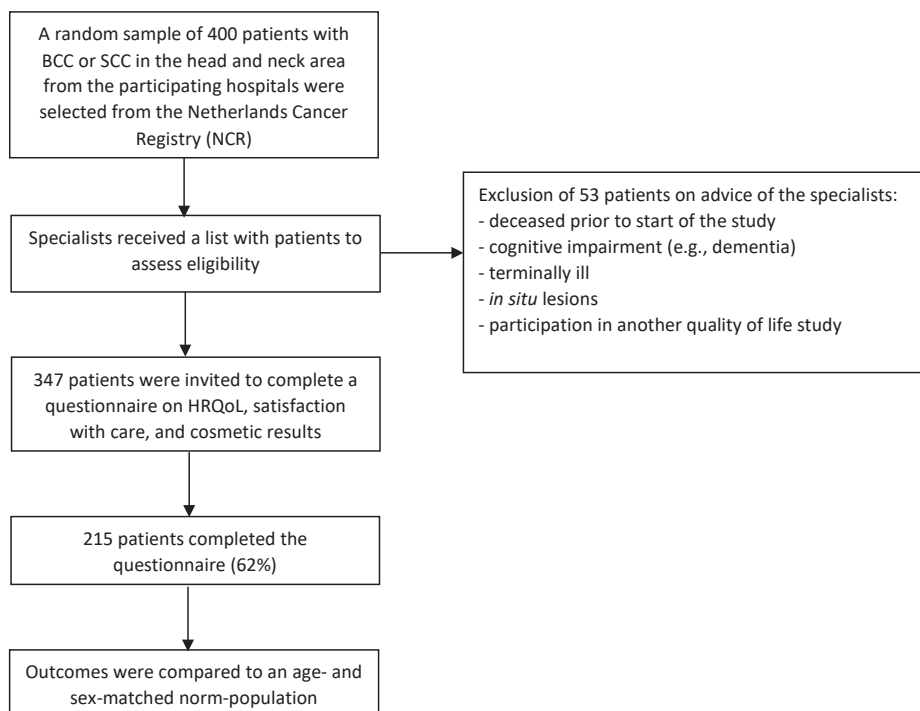 A random sample of 400 patients with
BCC or SCC in the head and neck area
from the participating hospitals were
selected from the Netherlands Cancer
Registry (NCR)
Specialists received a list with patients to
assess eligibility
Exclusion of 53 patients on advice of the specialists:
- deceased prior to start of the study
- cognitive impairment (e.g., dementia)
- terminally ill
- in situ lesions
- participation in another quality of life study
347 patients were invited to complete a
questionnaire on HRQoL, satisfaction
with care, and cosmetic results
215 patients completed the
questionnaire (62%)
Outcomes were compared to an age- and
sex-matched norm-population